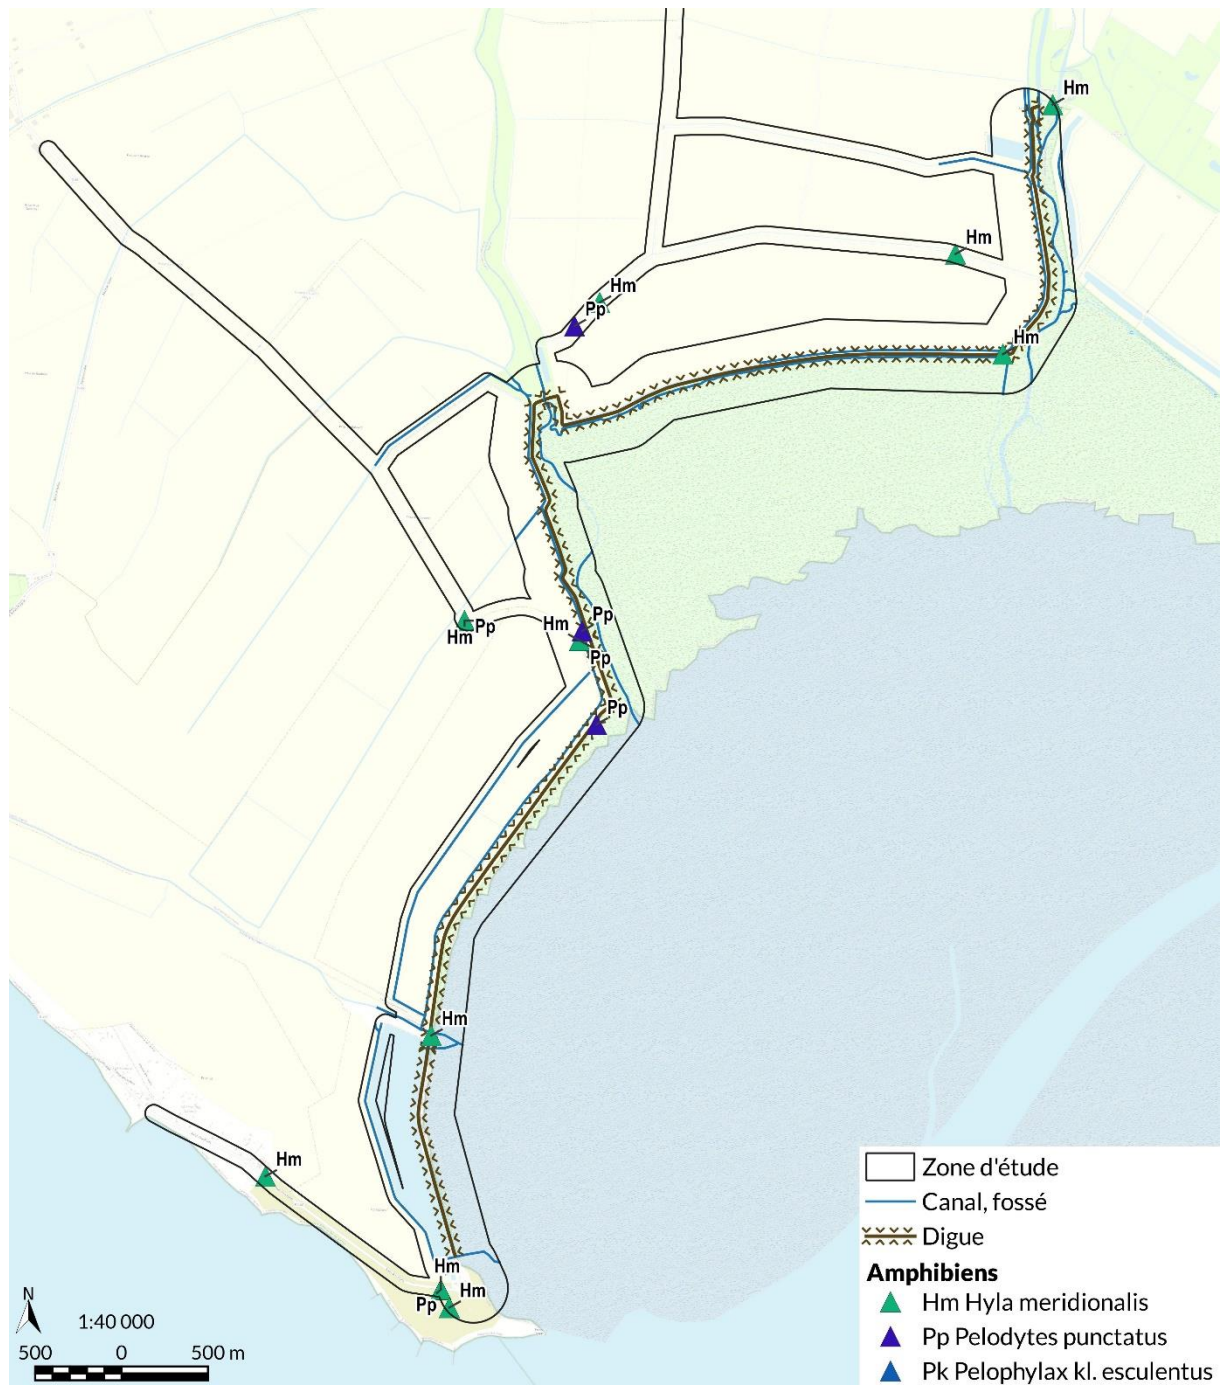 Hm
Hm
Hm
Pp
Hm
Pp
Hm
Hm
Pp
Pp
Pp
Hm
Hm
Hm
Hm
Pp
Hm
Zone d'étude
Canal, fossé
Digue
Amphibiens
Hm Hyla meridionalis
Pp Pelodytes punctatus
Pk Pelophylax kl. esculentus
N
1:40 000
500 0 500 m